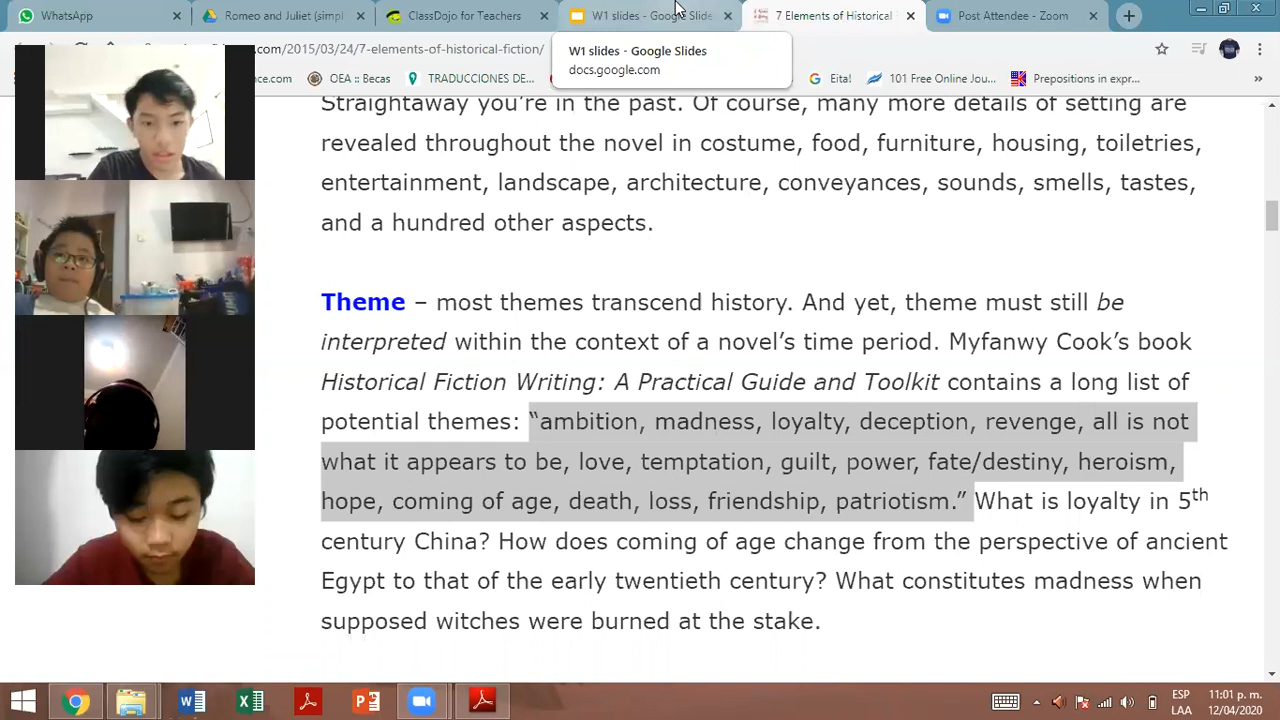 WhatsApp
Romeo and Juliet (simpl
ClassDojo for Teachers
W1 slides - Google Slide
7 Elements of Historical
Post Attendee - Zoom
.com/2015/03/24/7-elements-of-historical-fiction/
W1 slides - Google Slides
docs.google.com
nce.com
OEA :: Becas
TRADUCCIONES DE...
Eita!
101 Free Online Jou...
Prepositions in expr...
»
Straightaway you're in the past. Of course, many more details of setting are
revealed throughout the novel in costume, food, furniture, housing, toiletries,
entertainment, landscape, architecture, conveyances, sounds, smells, tastes,
and a hundred other aspects.
Theme – most themes transcend history. And yet, theme must still be
interpreted within the context of a novel's time period. Myfanwy Cook's book
Historical Fiction Writing: A Practical Guide and Toolkit contains a long list of
potential themes: “ambition, madness, loyalty, deception, revenge, all is not
what it appears to be, love, temptation, guilt, power, fate/destiny, heroism,
hope, coming of age, death, loss, friendship, patriotism.” What is loyalty in 5th
century China? How does coming of age change from the perspective of ancient
Egypt to that of the early twentieth century? What constitutes madness when
supposed witches were burned at the stake.
ESP
LAA
11:01 p. m.
12/04/2020